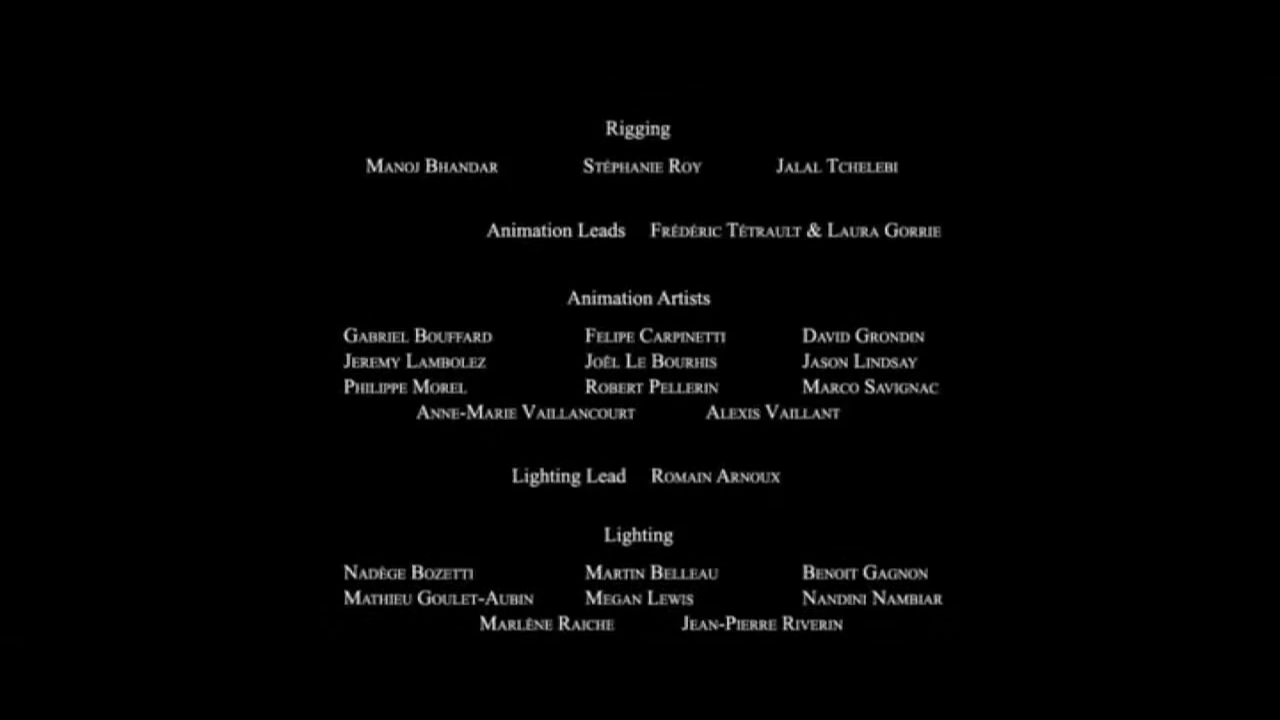 Rigging
Manoj Bhandar Stéphanie Roy Jalal Tchelebi
Animation Leads Frédéric Tétrault & Laura Gorrie
Animation Artists
Gabriel Bouffard Felipe Carpinetti David Grondin
Jeremy Lambolez Joël Le Bourhis Jason Lindsay
Philippe Morel Robert Pellerin Marco Savignac
Anne-Marie Vaillancourt Alexis Vaillant
Lighting Lead Romain Arnoux
Lighting
Nadège Bozetti Martin Belleau Benoit Gagnon
Mathieu Goulet-Aubin Megan Lewis Nandini Nambiar
Marlène Raiche Jean-Pierre Riverin